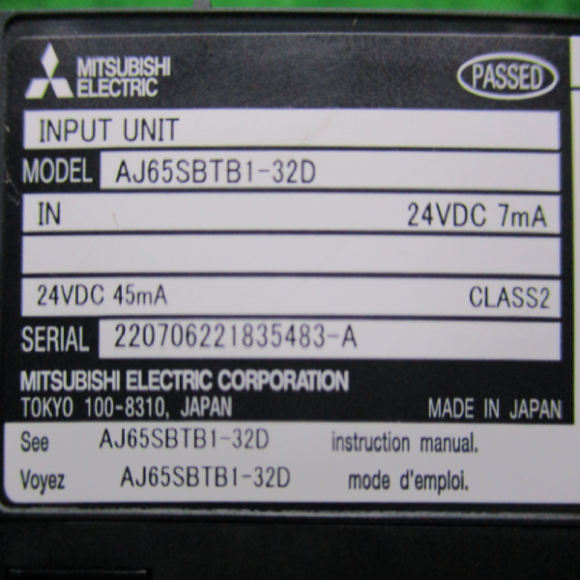 MITSUBISHI
ELECTRIC
PASSED
INPUT UNIT
MODEL AJ65SBTB1-32D
IN 24VDC 7mA
24VDC 45mA CLASS2
SERIAL 220706221835483-A
MITSUBISHI ELECTRIC CORPORATION
TOKYO 100-8310, JAPAN MADE IN JAPAN
See AJ65SBTB1-32D instruction manual.
Voyez AJ65SBTB1-32D mode d'emploi.